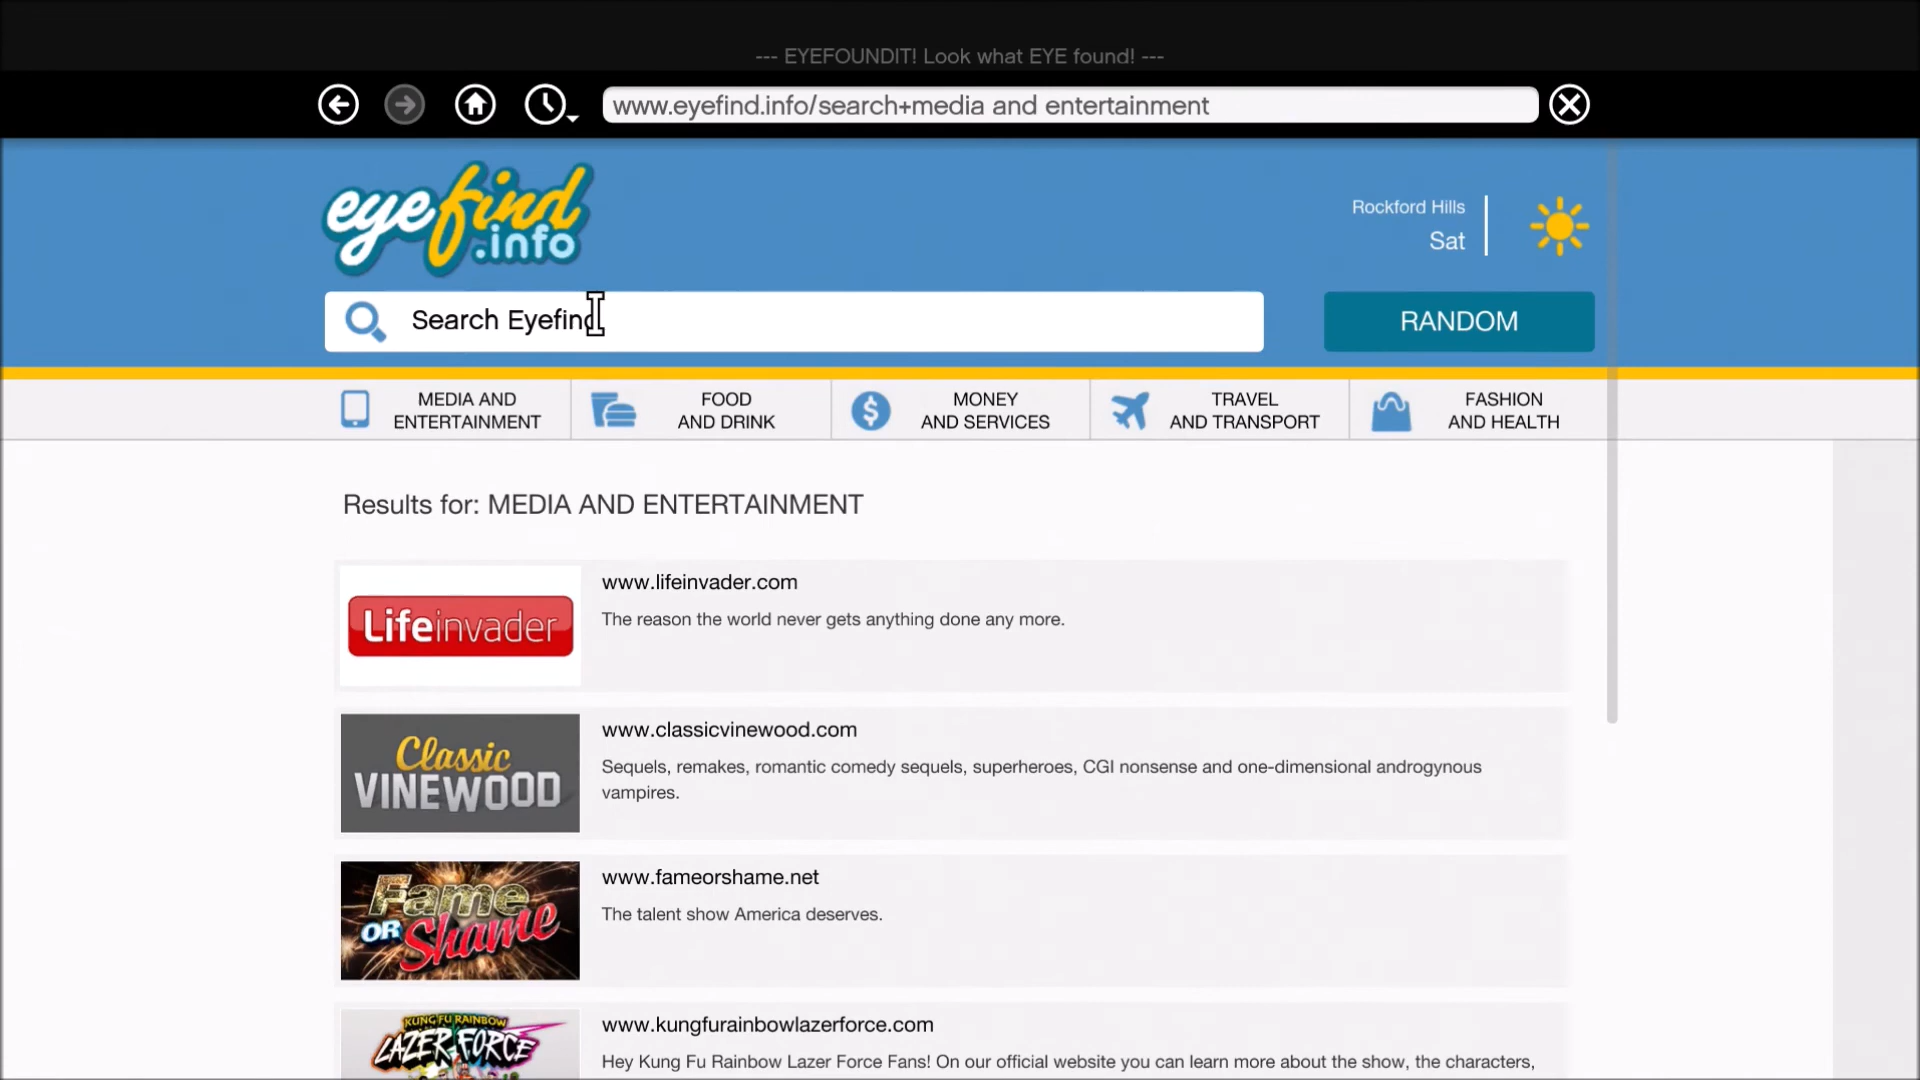 --- EYEFOUNDIT! Look what EYE found! ---
www.eyefind.info/search+media and entertainment
eyefind
.info
Rockford Hills
Sat
Search Eyefind
RANDOM
MEDIA AND
ENTERTAINMENT
FOOD
AND DRINK
MONEY
AND SERVICES
TRAVEL
AND TRANSPORT
FASHION
AND HEALTH
Results for: MEDIA AND ENTERTAINMENT
Lifeinvader
www.lifeinvader.com
The reason the world never gets anything done any more.
Classic
VINEWOOD
www.classicvinewood.com
Sequels, remakes, romantic comedy sequels, superheroes, CGI nonsense and one-dimensional androgynous
vampires.
Fame
OR Shame
www.fameorshame.net
The talent show America deserves.
KUNG FU RAINBOW
LAZER FORCE
www.kungfurainbowlazerforce.com
Hey Kung Fu Rainbow Lazer Force Fans! On our official website you can learn more about the show, the characters,